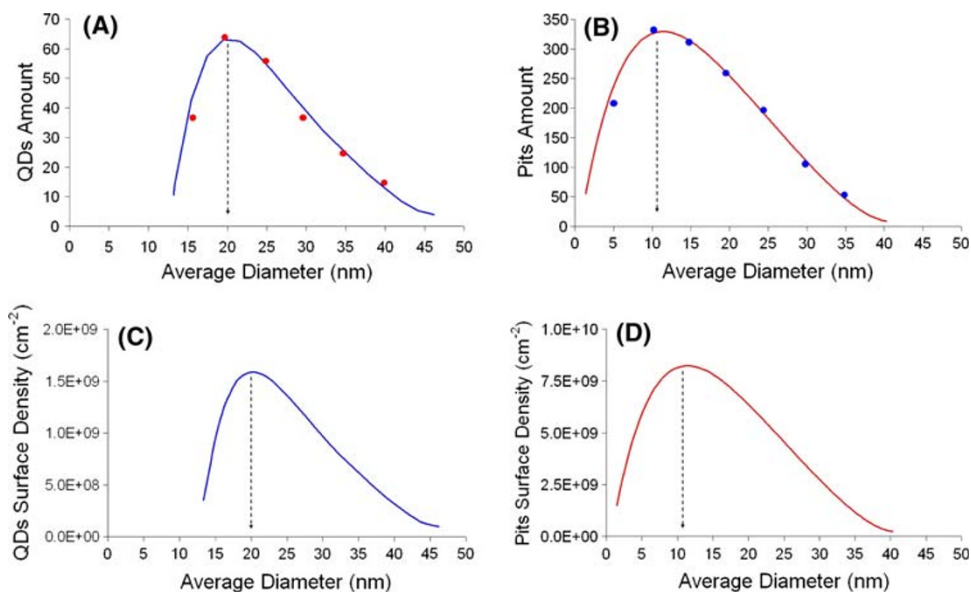 (A)
QDs Amount
70
60
50
40
30
20
10
0
0 5 10 15 20 25 30 35 40 45 50
Average Diameter (nm)
(B)
Pits Amount
350
300
250
200
150
100
50
0
0 5 10 15 20 25 30 35 40 45 50
Average Diameter (nm)
(C)
QDs Surface Density (cm⁻²)
2.0E+09
1.5E+09
1.0E+09
5.0E+08
0.0E+00
0 5 10 15 20 25 30 35 40 45 50
Average Diameter (nm)
(D)
Pits Surface Density (cm⁻²)
1.0E+10
7.5E+09
5.0E+09
2.5E+09
0.0E+00
0 5 10 15 20 25 30 35 40 45 50
Average Diameter (nm)